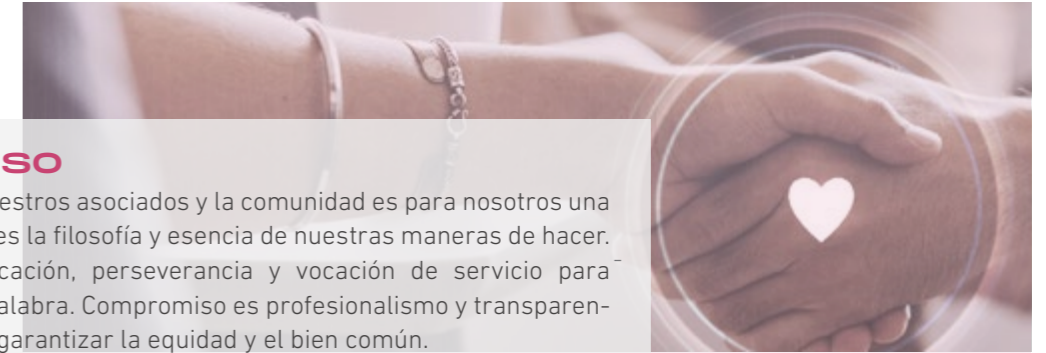 so
estros asociados y la comunidad es para nosotros una
es la filosofía y esencia de nuestras maneras de hacer.
cación, perseverancia y vocación de servicio para
alabra. Compromiso es profesionalismo y transparen-
garantizar la equidad y el bien común.